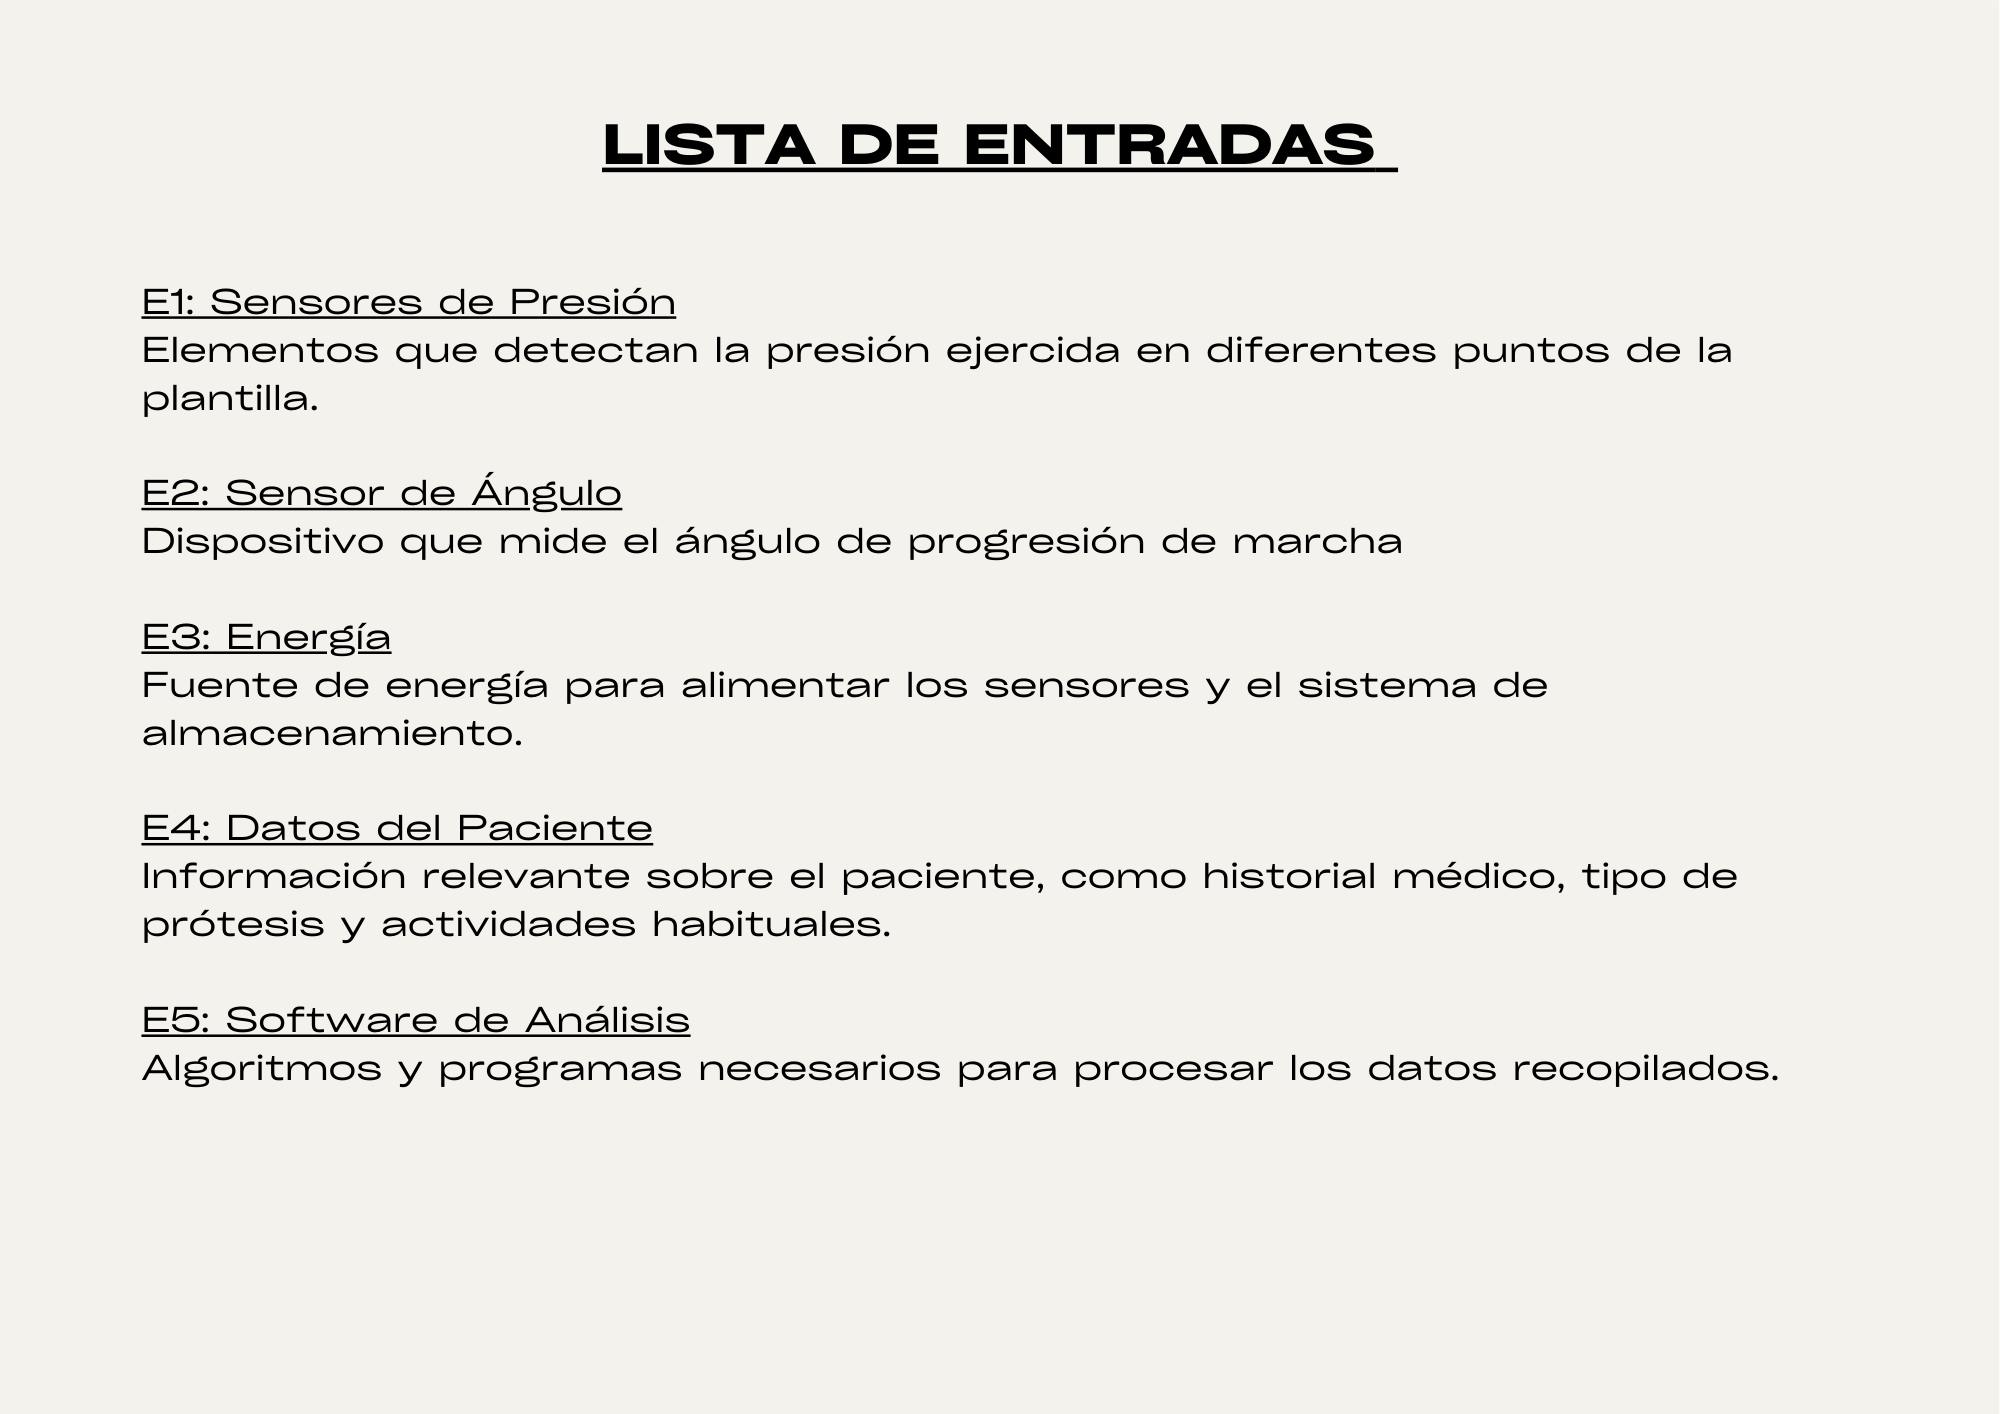 LISTA DE ENTRADAS
E1: Sensores de Presión
Elementos que detectan la presión ejercida en diferentes puntos de la
plantilla.
E2: Sensor de Ángulo
Dispositivo que mide el ángulo de progresión de marcha
E3: Energía
Fuente de energía para alimentar los sensores y el sistema de
almacenamiento.
E4: Datos del Paciente
Información relevante sobre el paciente, como historial médico, tipo de
prótesis y actividades habituales.
E5: Software de Análisis
Algoritmos y programas necesarios para procesar los datos recopilados.